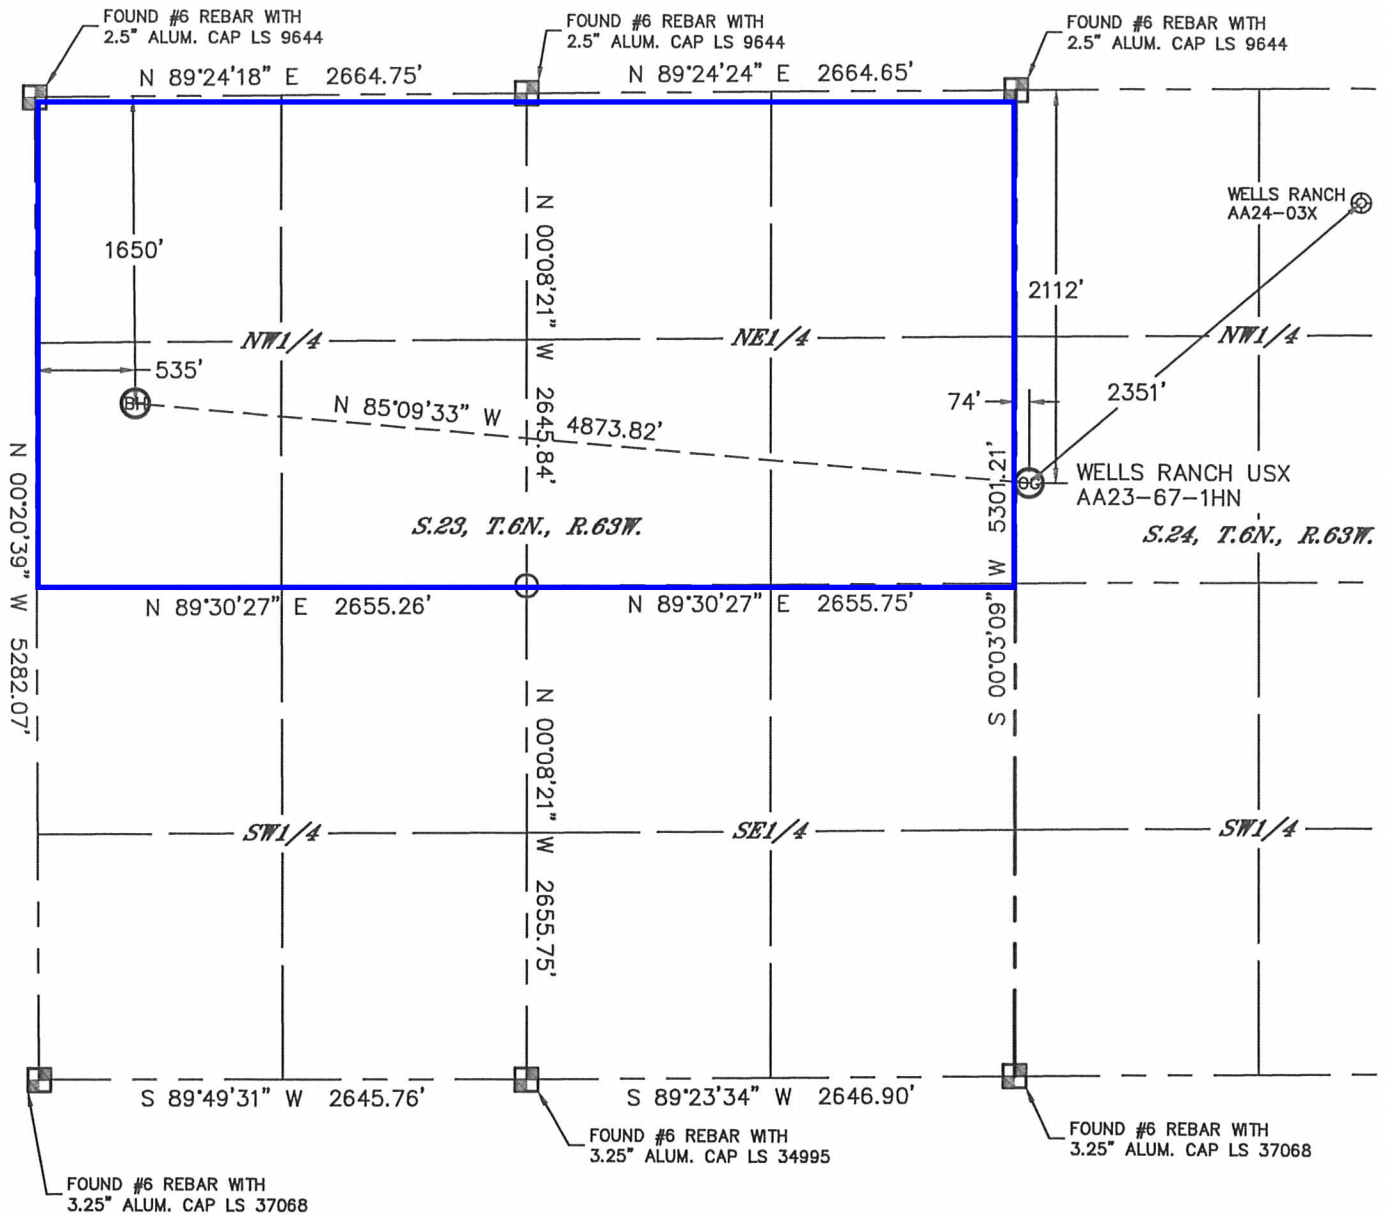 FOUND #6 REBAR WITH
2.5" ALUM. CAP LS 9644
FOUND #6 REBAR WITH
2.5" ALUM. CAP LS 9644
FOUND #6 REBAR WITH
2.5" ALUM. CAP LS 9644
N 89°24'18" E 2664.75'
N 89°24'24" E 2664.65'
1650'
N 00°08'21" W 2645.84'
WELLS RANCH
AA24-03X
2112'
NW1/4
NE1/4
NW1/4
535'
BH
N 85°09'33" W 4873.82'
74'
2351'
OG
WELLS RANCH USX
AA23-67-1HN
N 00°20'39" W 5282.07'
S 00°03'09" W 5301.21'
S.23, T.6N., R.63W.
S.24, T.6N., R.63W.
N 89°30'27" E 2655.26'
N 89°30'27" E 2655.75'
N 00°08'21" W 2655.75'
SW1/4
SE1/4
SW1/4
S 89°49'31" W 2645.76'
S 89°23'34" W 2646.90'
FOUND #6 REBAR WITH
3.25" ALUM. CAP LS 34995
FOUND #6 REBAR WITH
3.25" ALUM. CAP LS 37068
FOUND #6 REBAR WITH
3.25" ALUM. CAP LS 37068